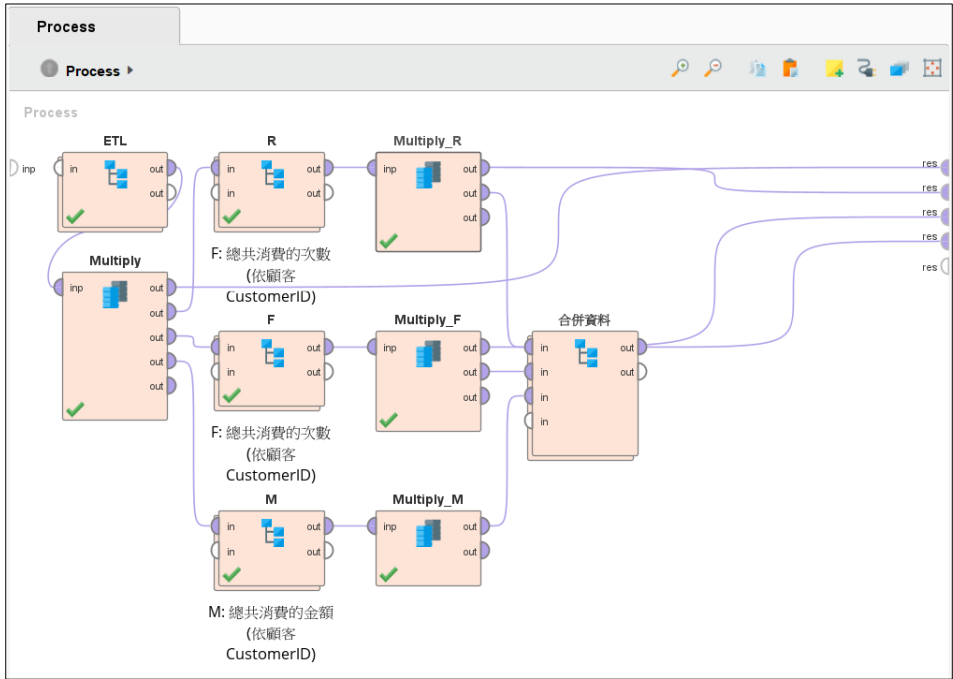 Process
Process
Process
inp
ETL
in
out
out
R
in
in
out
out
Multiply_R
inp
out
out
out
res
res
res
res
res
F: 總共消費的次數
(依顧客
CustomerID)
Multiply
inp
out
out
out
out
out
F
in
in
out
out
Multiply_F
inp
out
out
out
合併資料
in
in
in
in
out
out
F: 總共消費的次數
(依顧客
CustomerID)
M
in
in
out
out
Multiply_M
inp
out
out
M: 總共消費的金額
(依顧客
CustomerID)